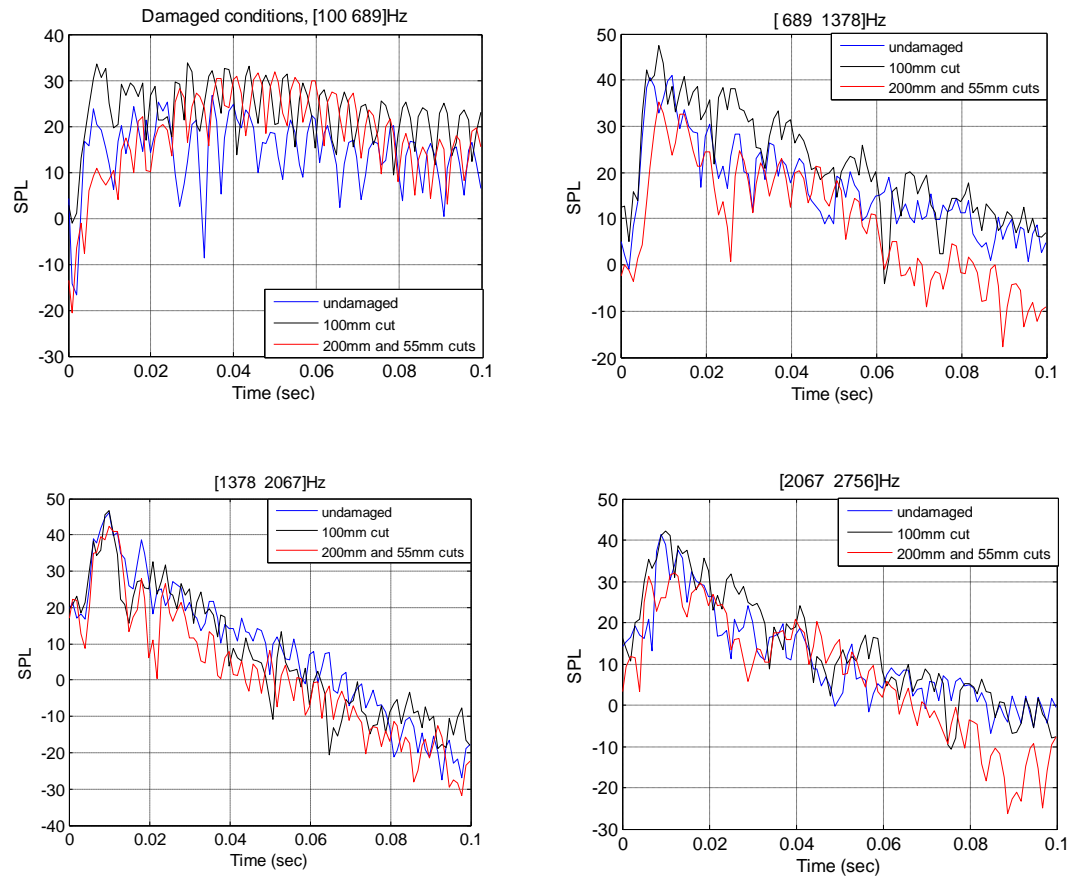 Damaged conditions, [100 689]Hz
SPL
40
30
20
10
0
-10
-20
-30
undamaged
100mm cut
200mm and 55mm cuts
0 0.02 0.04 0.06 0.08 0.1
Time (sec)
[ 689 1378]Hz
SPL
50
40
30
20
10
0
-10
-20
undamaged
100mm cut
200mm and 55mm cuts
0 0.02 0.04 0.06 0.08 0.1
Time (sec)
[1378 2067]Hz
SPL
50
40
30
20
10
0
-10
-20
-30
-40
undamaged
100mm cut
200mm and 55mm cuts
0 0.02 0.04 0.06 0.08 0.1
Time (sec)
[2067 2756]Hz
SPL
50
40
30
20
10
0
-10
-20
-30
undamaged
100mm cut
200mm and 55mm cuts
0 0.02 0.04 0.06 0.08 0.1
Time (sec)